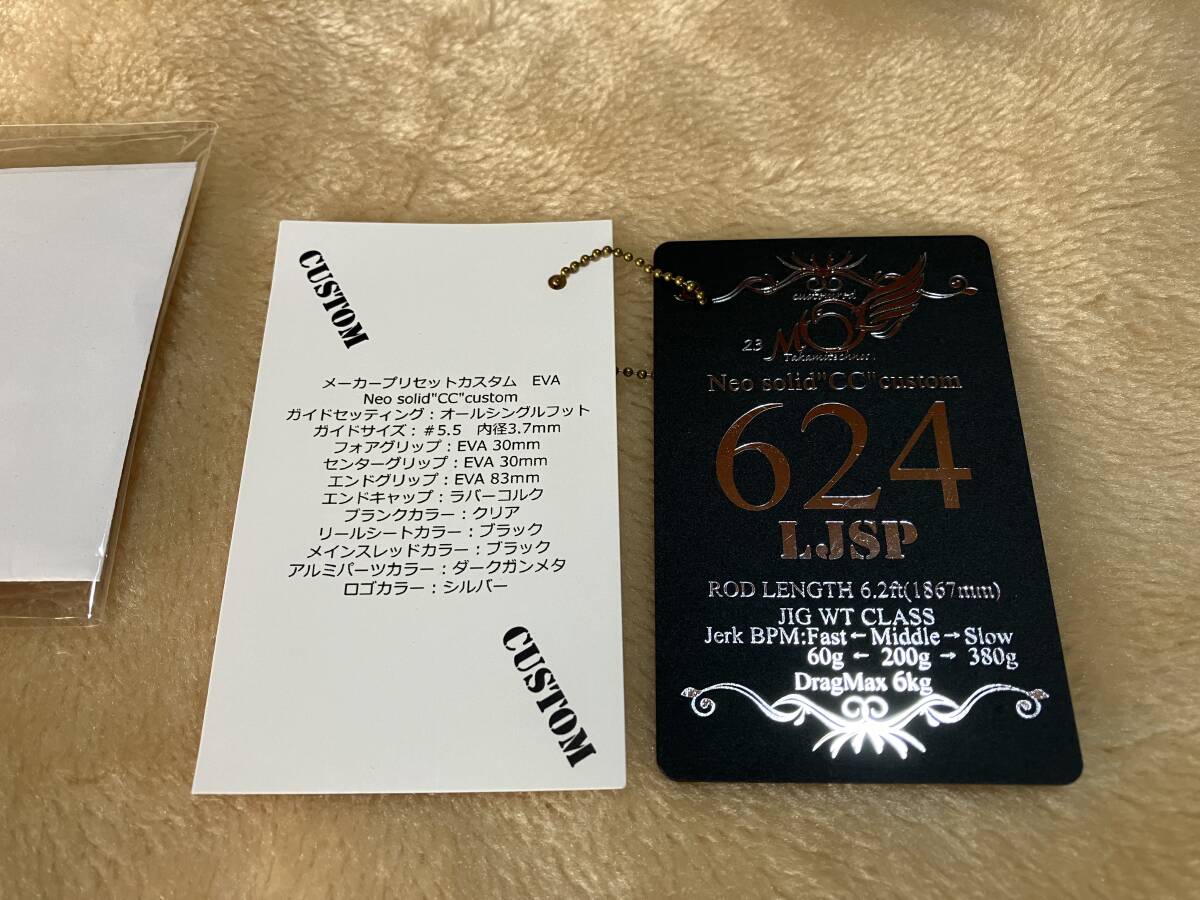 CUSTOM
メーカープリセットカスタム　EVA
Neo solid"CC"custom
ガイドセッティング：オールシングルフット
ガイドサイズ：＃5.5　内径3.7mm
フォアグリップ：EVA 30mm
センターグリップ：EVA 30mm
エンドグリップ：EVA 83mm
エンドキャップ：ラバーコルク
ブランクカラー：クリア
リールシートカラー：ブラック
メインスレッドカラー：ブラック
アルミパーツカラー：ダークガンメタ
ロゴカラー：シルバー
CUSTOM
23
Takamitechnos
Neo solid"CC"custom
624
LJSP
ROD LENGTH 6.2ft(1867mm)
JIG WT CLASS
Jerk BPM:Fast←Middle→Slow
60g ← 200g → 380g
DragMax 6kg